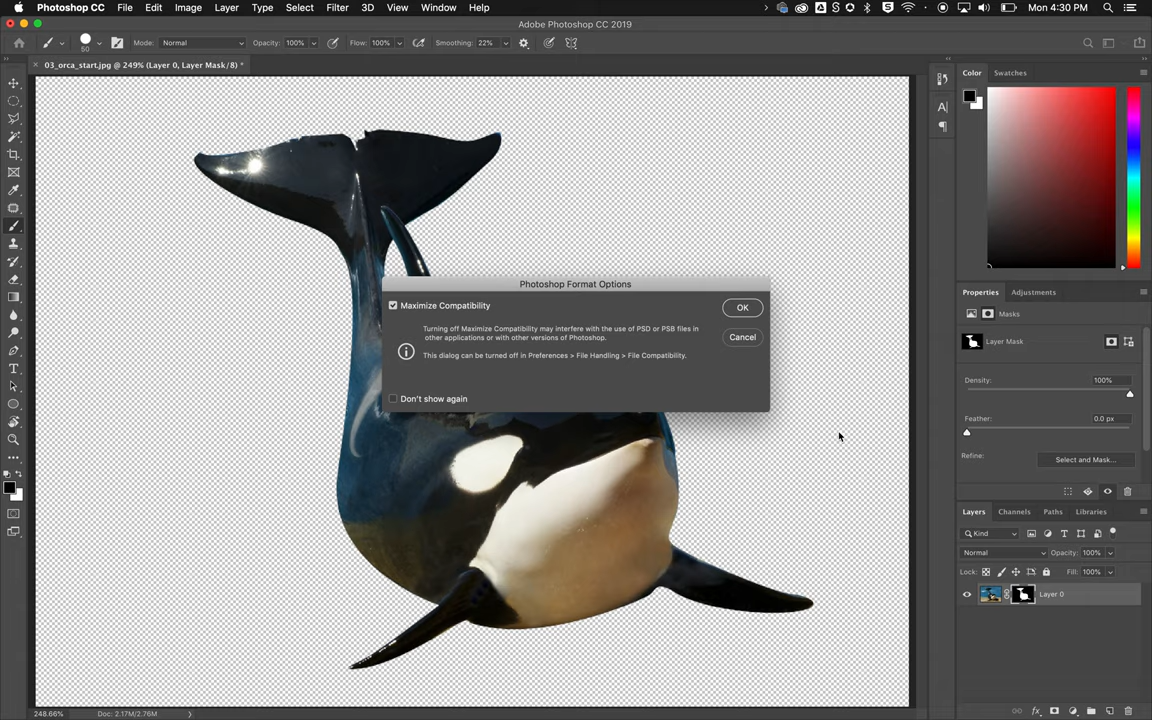 Photoshop CC File Edit Image Layer Type Select Filter 3D View Window Help Mon 4:30 PM
Adobe Photoshop CC 2019
50 Mode: Normal Opacity: 100% Flow: 100% Smoothing: 22%
× 03_orca_start.jpg @ 249% (Layer 0, Layer Mask/8) *
Color Swatches
Photoshop Format Options
Maximize Compatibility
OK
Turning off Maximize Compatibility may interfere with the use of PSD or PSB files in
other applications or with other versions of Photoshop.
Cancel
This dialog can be turned off in Preferences > File Handling > File Compatibility.
Don't show again
Properties Adjustments
Masks
Layer Mask
Density: 100%
Feather: 0.0 px
Refine: Select and Mask...
Layers Channels Paths Libraries
Kind
Normal Opacity: 100%
Lock: Fill: 100%
Layer 0
fx
248.66% Doc: 2.17M/2.76M